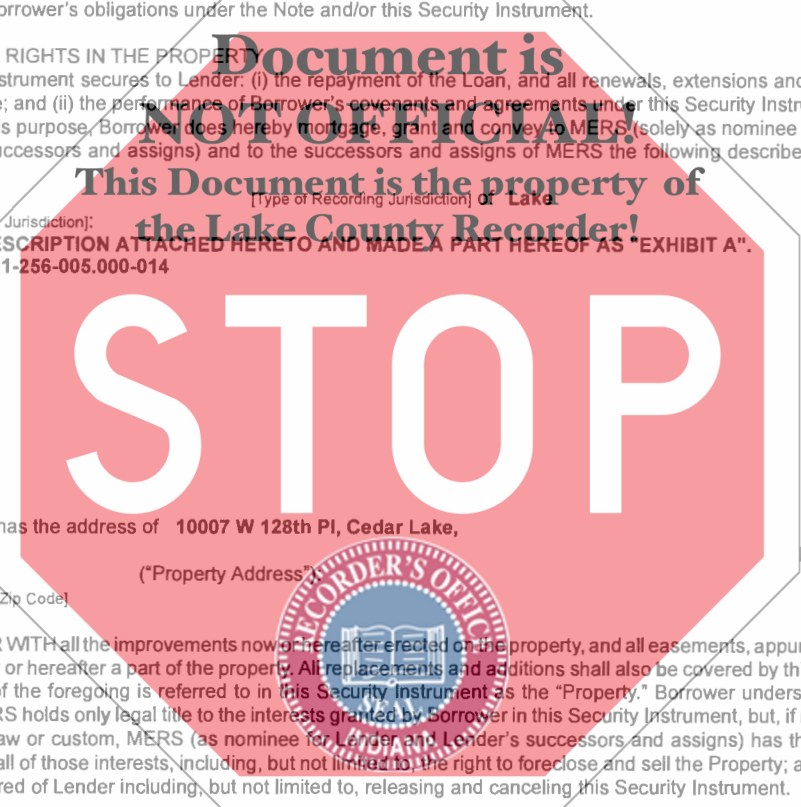 orrower's obligations under the Note and/or this Security Instrument.
RIGHTS IN THE PROPERTY
Document is
strument secures to Lender: (i) the repayment of the Loan, and all renewals, extensions and
; and (ii) the performance of Borrower's covenants and agreements under this Security Instr
NOT OFFICIAL!
s purpose, Borrower does hereby mortgage, grant and convey to MERS (solely as nominee
uccessors and assigns) and to the successors and assigns of MERS the following describe
This Document is the property of
[Type of Recording Jurisdiction] of Lake
Jurisdiction]:
the Lake County Recorder!
ESCRIPTION ATTACHED HERETO AND MADE A PART HEREOF AS "EXHIBIT A".
1-256-005.000-014
STOP
has the address of 10007 W 128th Pl, Cedar Lake,
("Property Address"):
Zip Code]
RECORDER'S OFFICE
SEAL
INDIANA
R WITH all the improvements now or hereafter erected on the property, and all easements, appur
or hereafter a part of the property. All replacements and additions shall also be covered by th
of the foregoing is referred to in this Security Instrument as the "Property." Borrower unders
RS holds only legal title to the interests granted by Borrower in this Security Instrument, but, if
aw or custom, MERS (as nominee for Lender and Lender's successors and assigns) has th
all of those interests, including, but not limited to, the right to foreclose and sell the Property; a
red of Lender including, but not limited to, releasing and canceling this Security Instrument.